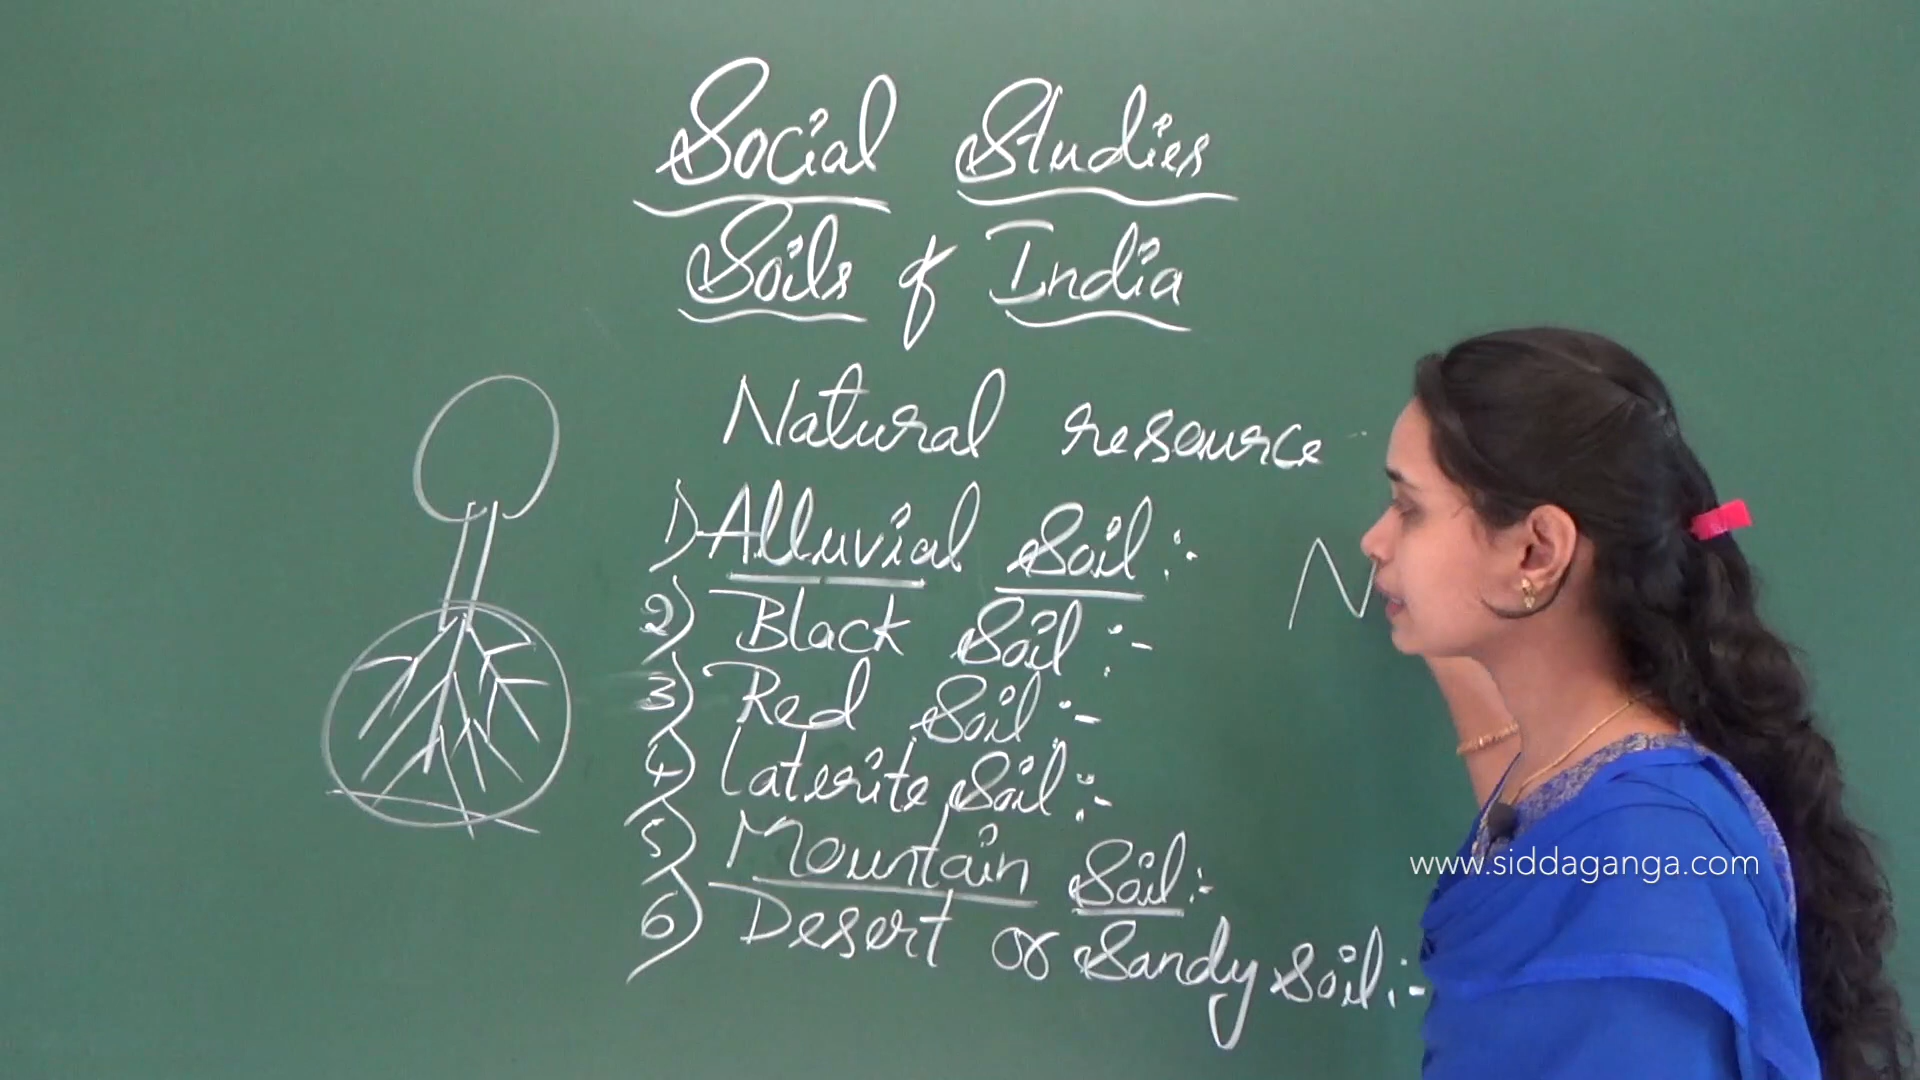 Social Studies
Soils of India
Natural resource
1) Alluvial Soil :-
N
2) Black Soil :-
3) Red Soil :-
4) Laterite Soil :-
5) Mountain Soil :-
6) Desert or Sandy Soil :-
www.siddaganga.com